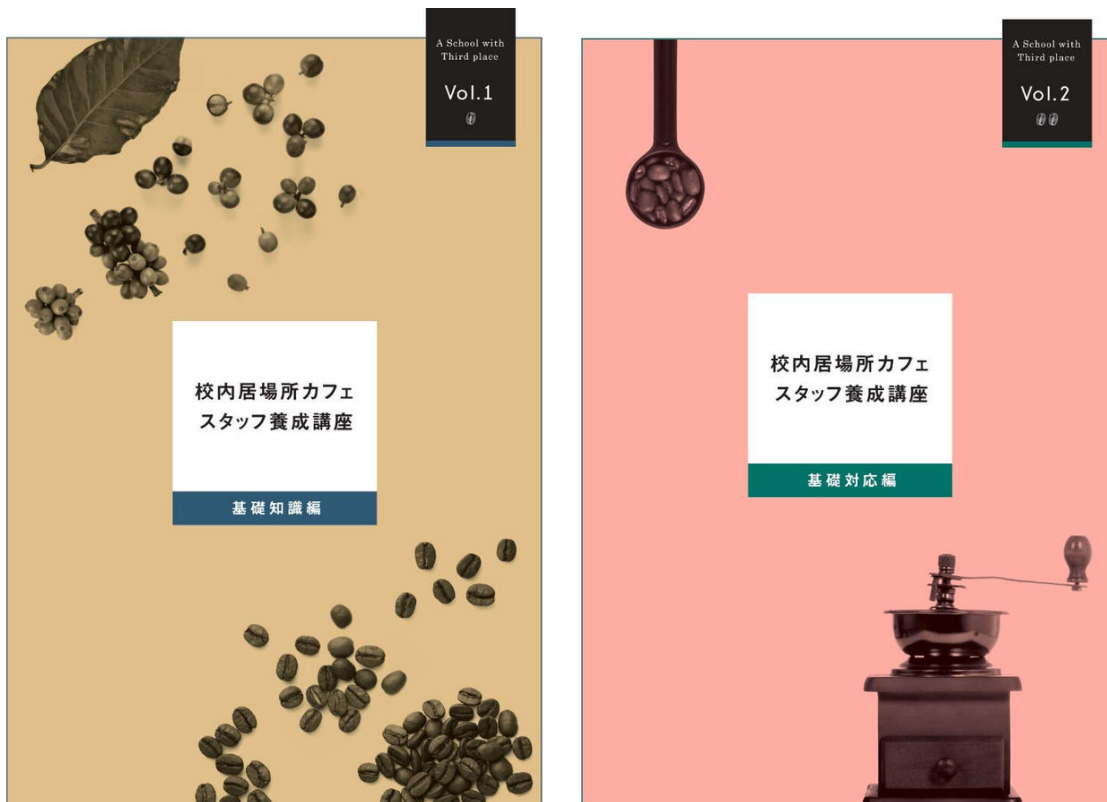 A School with
Third place
Vol.1
校内居場所カフェ
スタッフ養成講座
基礎知識編
A School with
Third place
Vol.2
校内居場所カフェ
スタッフ養成講座
基礎対応編